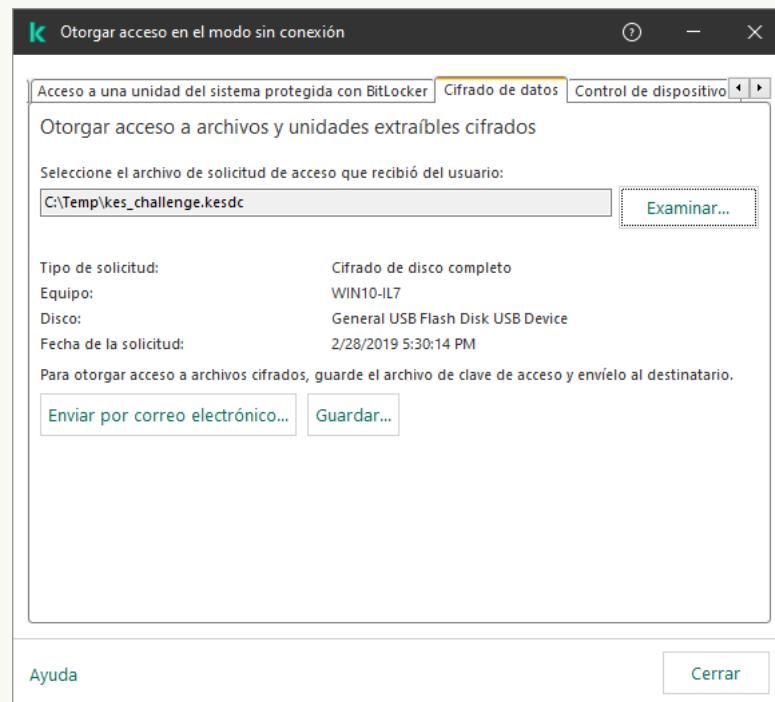 Otorgar acceso en el modo sin conexión
Acceso a una unidad del sistema protegida con BitLocker Cifrado de datos Control de dispositivo
Otorgar acceso a archivos y unidades extraíbles cifrados
Seleccione el archivo de solicitud de acceso que recibió del usuario:
C:\Temp\kes_challenge.kesdc Examinar...
Tipo de solicitud: Cifrado de disco completo
Equipo: WIN10-IL7
Disco: General USB Flash Disk USB Device
Fecha de la solicitud: 2/28/2019 5:30:14 PM
Para otorgar acceso a archivos cifrados, guarde el archivo de clave de acceso y envíelo al destinatario.
Enviar por correo electrónico... Guardar...
Ayuda Cerrar